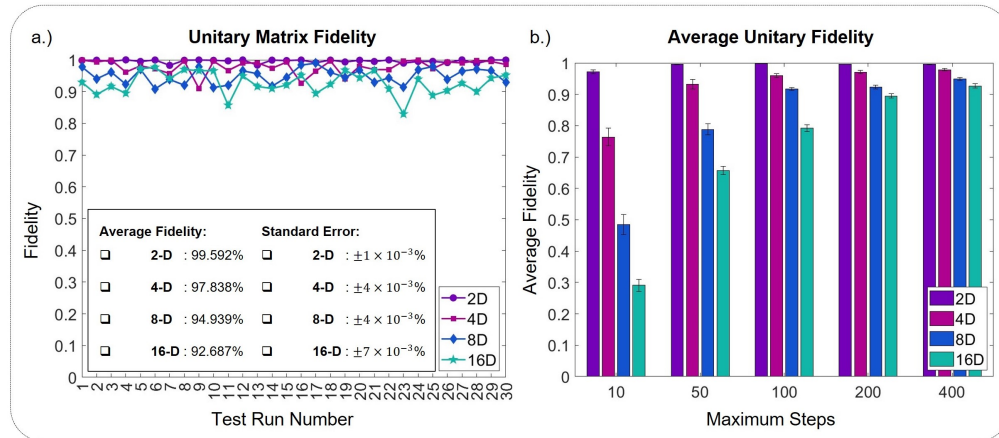 a.)
Unitary Matrix Fidelity
1
0.9
0.8
0.7
0.6
0.5
0.4
0.3
0.2
0.1
0
Fidelity
Average Fidelity: Standard Error:
❑ 2-D : 99.592% ❑ 2-D : ±1 × 10⁻³%
❑ 4-D : 97.838% ❑ 4-D : ±4 × 10⁻³%
❑ 8-D : 94.939% ❑ 8-D : ±4 × 10⁻³%
❑ 16-D : 92.687% ❑ 16-D : ±7 × 10⁻³%
2D
4D
8D
16D
1 2 3 4 5 6 7 8 9 10 11 12 13 14 15 16 17 18 19 20 21 22 23 24 25 26 27 28 29 30
Test Run Number
b.)
Average Unitary Fidelity
1
0.9
0.8
0.7
0.6
0.5
0.4
0.3
0.2
0.1
0
Average Fidelity
2D
4D
8D
16D
10 50 100 200 400
Maximum Steps